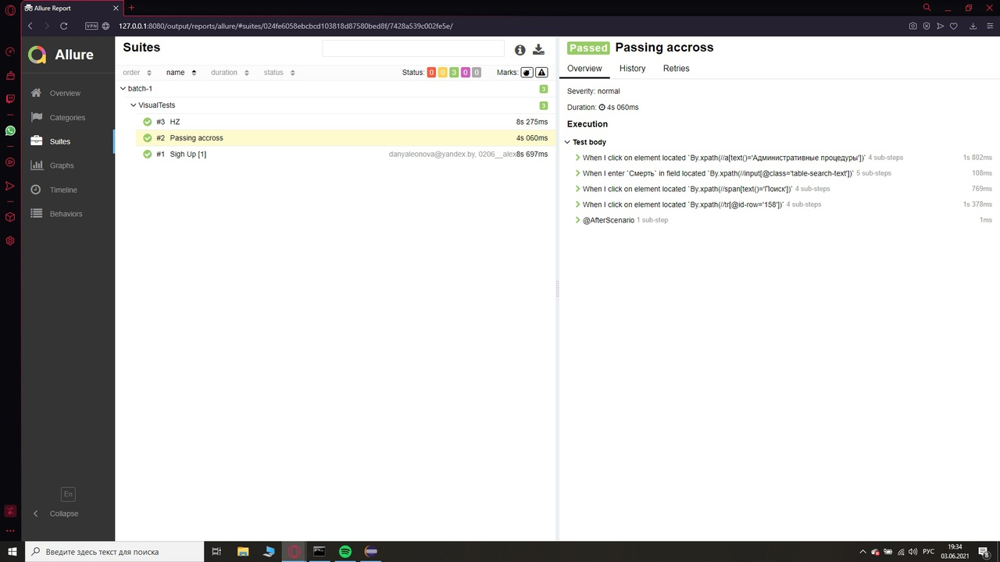 Allure Report
VPN
127.0.0.1:8080/output/reports/allure/#suites/024fe6058ebcbcd103818d87580bed8f/7428a539c002fe5e/
Allure
Overview
Categories
Suites
Graphs
Timeline
Behaviors
En
Collapse
Suites
order name duration status Status: 0 0 3 0 0 Marks:
batch-1 3
VisualTests 3
#3 HZ 8s 275ms
#2 Passing accross 4s 060ms
#1 Sigh Up [1] danyaleonova@yandex.by, 0206__alex 8s 697ms
Passed Passing accross
Overview History Retries
Severity: normal
Duration: 4s 060ms
Execution
Test body
When I click on element located `By.xpath(//a[text()='Административные процедуры'])` 4 sub-steps 1s 802ms
When I enter `Смерть` in field located `By.xpath(//input[@class='table-search-text'])` 5 sub-steps 108ms
When I click on element located `By.xpath(//span[text()='Поиск'])` 4 sub-steps 769ms
When I click on element located `By.xpath(//tr[@id-row='158'])` 4 sub-steps 1s 378ms
@AfterScenario 1 sub-step 1ms
Введите здесь текст для поиска
РУС
19:34
03.06.2021
8